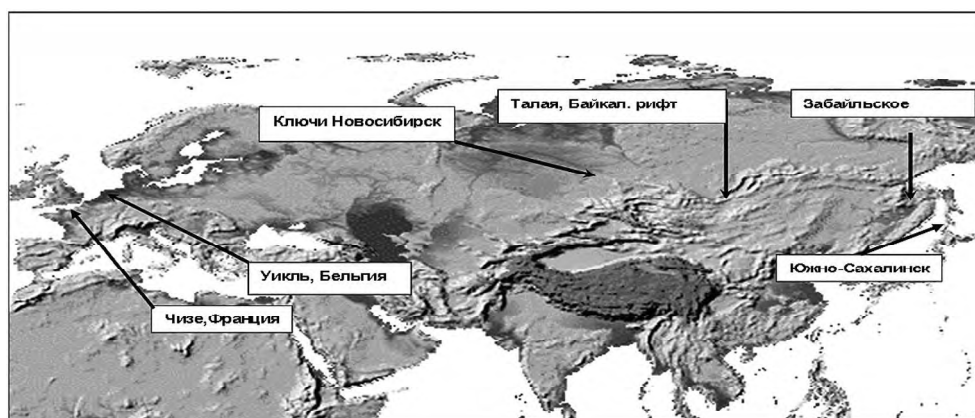 Талая, Байкал. рифт
Забайльское
Ключи Новосибирск
Южно-Сахалинск
Уикль, Бельгия
Чизе,Франция